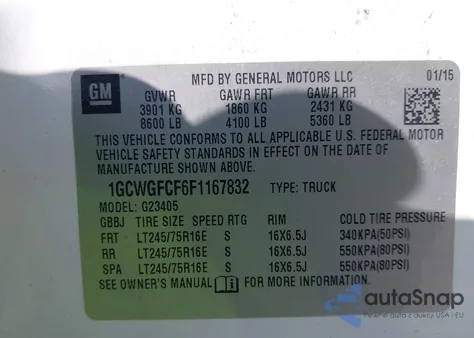 MFD BY GENERAL MOTORS LLC 01/15
GM
GVWR GAWR FRT GAWR RR
3901 KG 1860 KG 2431 KG
8600 LB 4100 LB 5360 LB
THIS VEHICLE CONFORMS TO ALL APPLICABLE U.S. FEDERAL MOTOR
VEHICLE SAFETY STANDARDS IN EFFECT ON THE DATE OF
MANUFACTURE SHOWN ABOVE.
1GCWGFCF6F1167832 TYPE: TRUCK
MODEL: G23405
GBBJ TIRE SIZE SPEED RTG RIM COLD TIRE PRESSURE
FRT LT245/75R16E S 16X6.5J 340KPA(50PSI)
RR LT245/75R16E S 16X6.5J 550KPA(80PSI)
SPA LT245/75R16E S 16X6.5J 550KPA(80PSI)
SEE OWNER'S MANUAL FOR MORE INFORMATION.
autoSnap